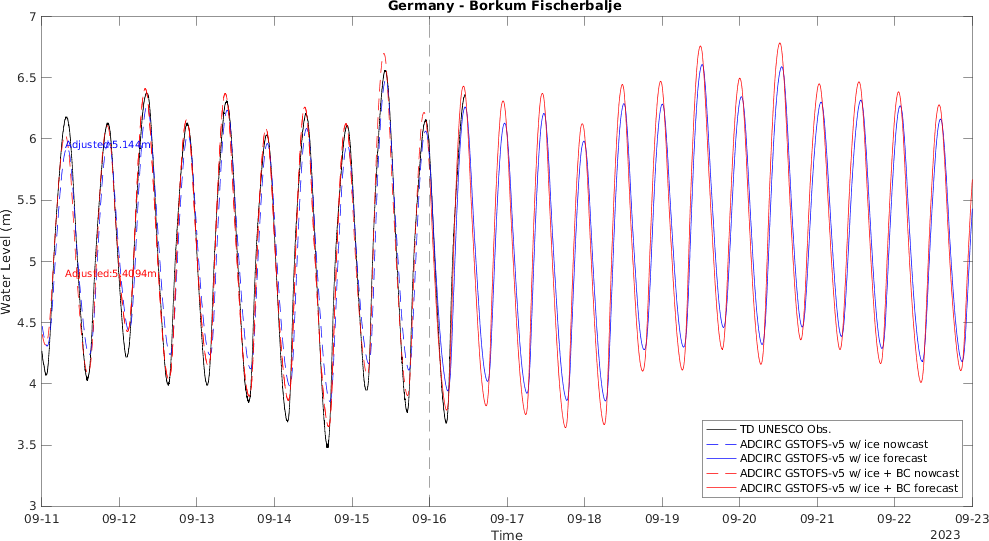 Germany - Borkum Fischerbalje
7
6.5
6
5.5
5
4.5
4
3.5
3
Water Level (m)
Adjusted:5.144m
Adjusted:5.4094m
TD UNESCO Obs.
ADCIRC GSTOFS-v5 w/ ice nowcast
ADCIRC GSTOFS-v5 w/ ice forecast
ADCIRC GSTOFS-v5 w/ ice + BC nowcast
ADCIRC GSTOFS-v5 w/ ice + BC forecast
09-11 09-12 09-13 09-14 09-15 09-16 09-17 09-18 09-19 09-20 09-21 09-22 09-23
Time
2023